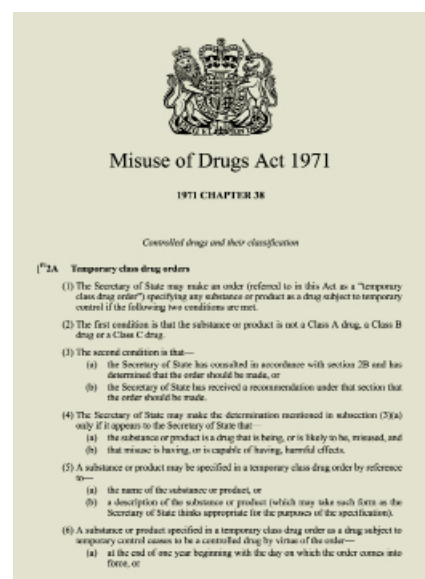 Misuse of Drugs Act 1971
1971 CHAPTER 38
Controlled drugs and their classification
[F12A Temporary class drug orders
(1) The Secretary of State may make an order (referred to in this Act as a "temporary
class drug order") specifying any substance or product as a drug subject to temporary
control if the following two conditions are met.
(2) The first condition is that the substance or product is not a Class A drug, a Class B
drug or a Class C drug.
(3) The second condition is that—
(a) the Secretary of State has consulted in accordance with section 2B and has
determined that the order should be made, or
(b) the Secretary of State has received a recommendation under that section that
the order should be made.
(4) The Secretary of State may make the determination mentioned in subsection (3)(a)
only if it appears to the Secretary of State that—
(a) the substance or product is a drug that is being, or is likely to be, misused, and
(b) that misuse is having, or is capable of having, harmful effects.
(5) A substance or product may be specified in a temporary class drug order by reference
to—
(a) the name of the substance or product, or
(b) a description of the substance or product (which may take such form as the
Secretary of State thinks appropriate for the purposes of the specification).
(6) A substance or product specified in a temporary class drug order as a drug subject to
temporary control ceases to be a controlled drug by virtue of the order—
(a) at the end of one year beginning with the day on which the order comes into
force, or